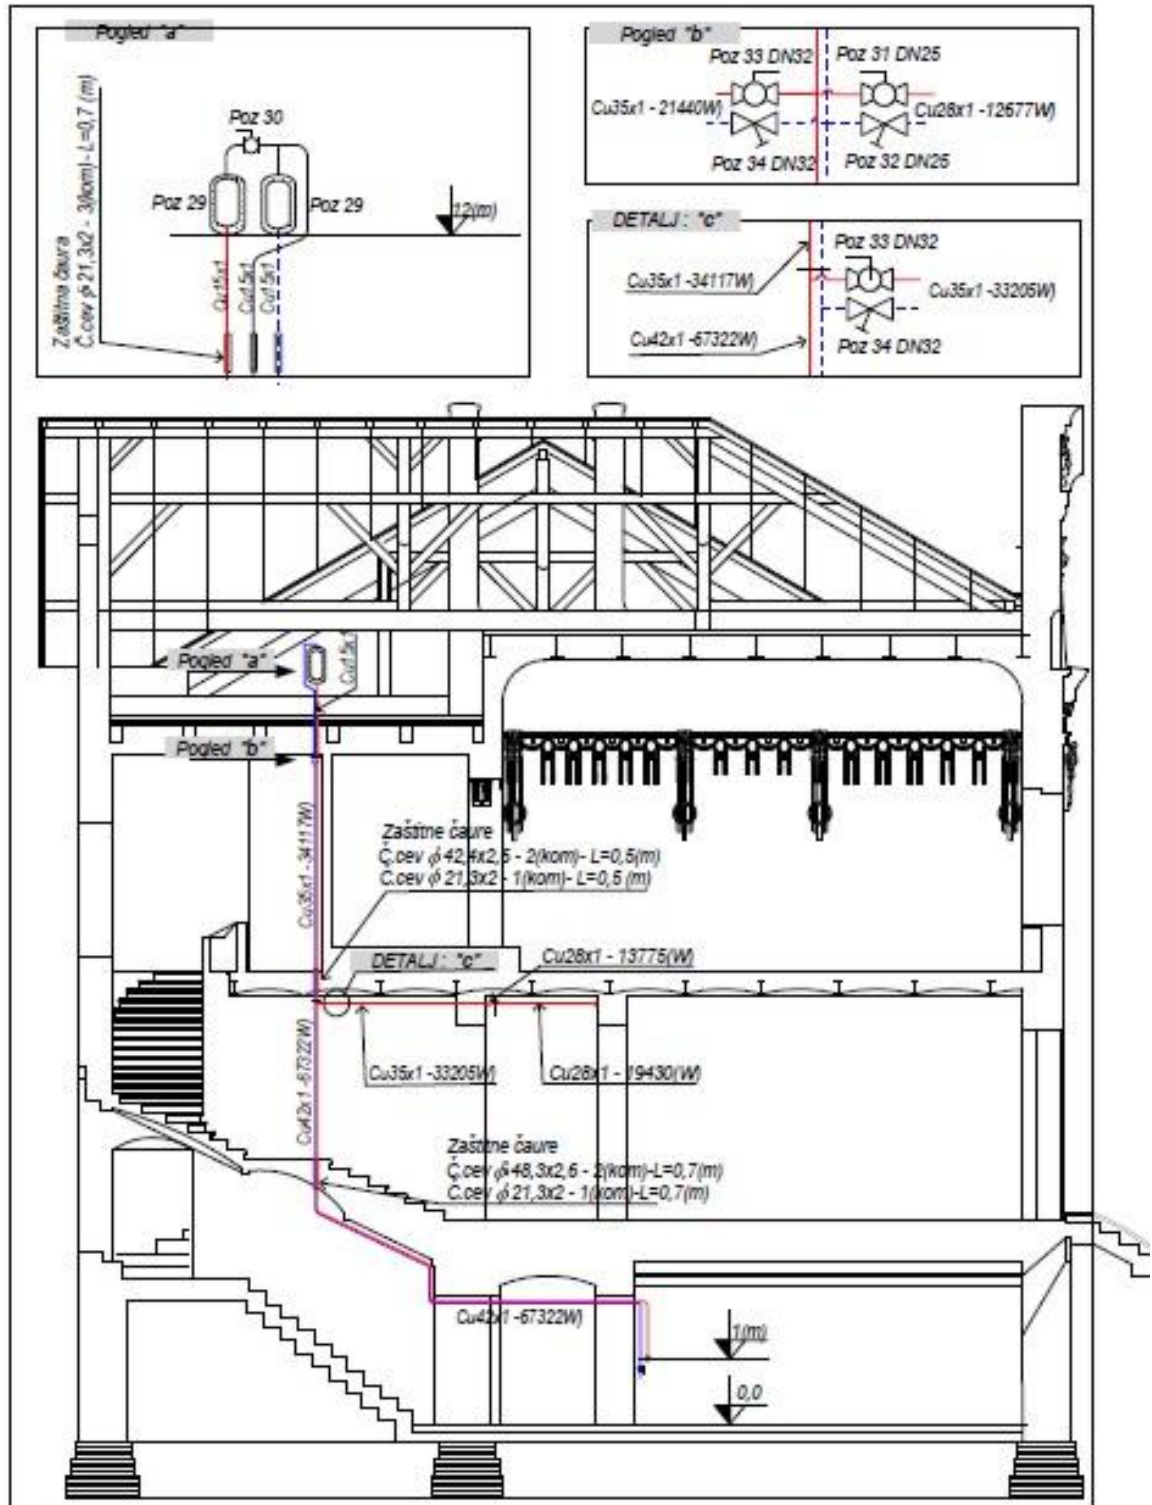 Pogled "a"
Zaštitna čaura
Č.cev ϕ 21,3x2 - 3(kom)- L=0,7 (m)
Poz 30
Poz 29
Poz 29
12(m)
Cu15x1
Cu15x1
Cu15x1
Pogled "b"
Poz 33 DN32
Poz 31 DN25
Cu35x1 - 21440W)
Cu28x1 -12677W)
Poz 34 DN32
Poz 32 DN25
DETALJ : "c"
Poz 33 DN32
Cu35x1 -34117W)
Cu35x1 -33205W)
Cu42x1 -67322W)
Poz 34 DN32
Pogled "a"
Cu15x1
Pogled "b"
Cu35x1 -34117W)
Zaštitne čaure
Č.cev ϕ 42,4x2,6 - 2(kom)- L=0,5(m)
Č.cev ϕ 21,3x2 - 1(kom)- L=0,5 (m)
DETALJ : "c"
Cu28x1 - 13775(W)
Cu35x1 -33205W)
Cu28x1 - 19430(W)
Cu42x1 -67322W)
Zaštitne čaure
Č.cev ϕ 48,3x2,6 - 2(kom)-L=0,7(m)
Č.cev ϕ 21,3x2 - 1(kom)-L=0,7(m)
Cu42x1 -67322W)
1(m)
0,0